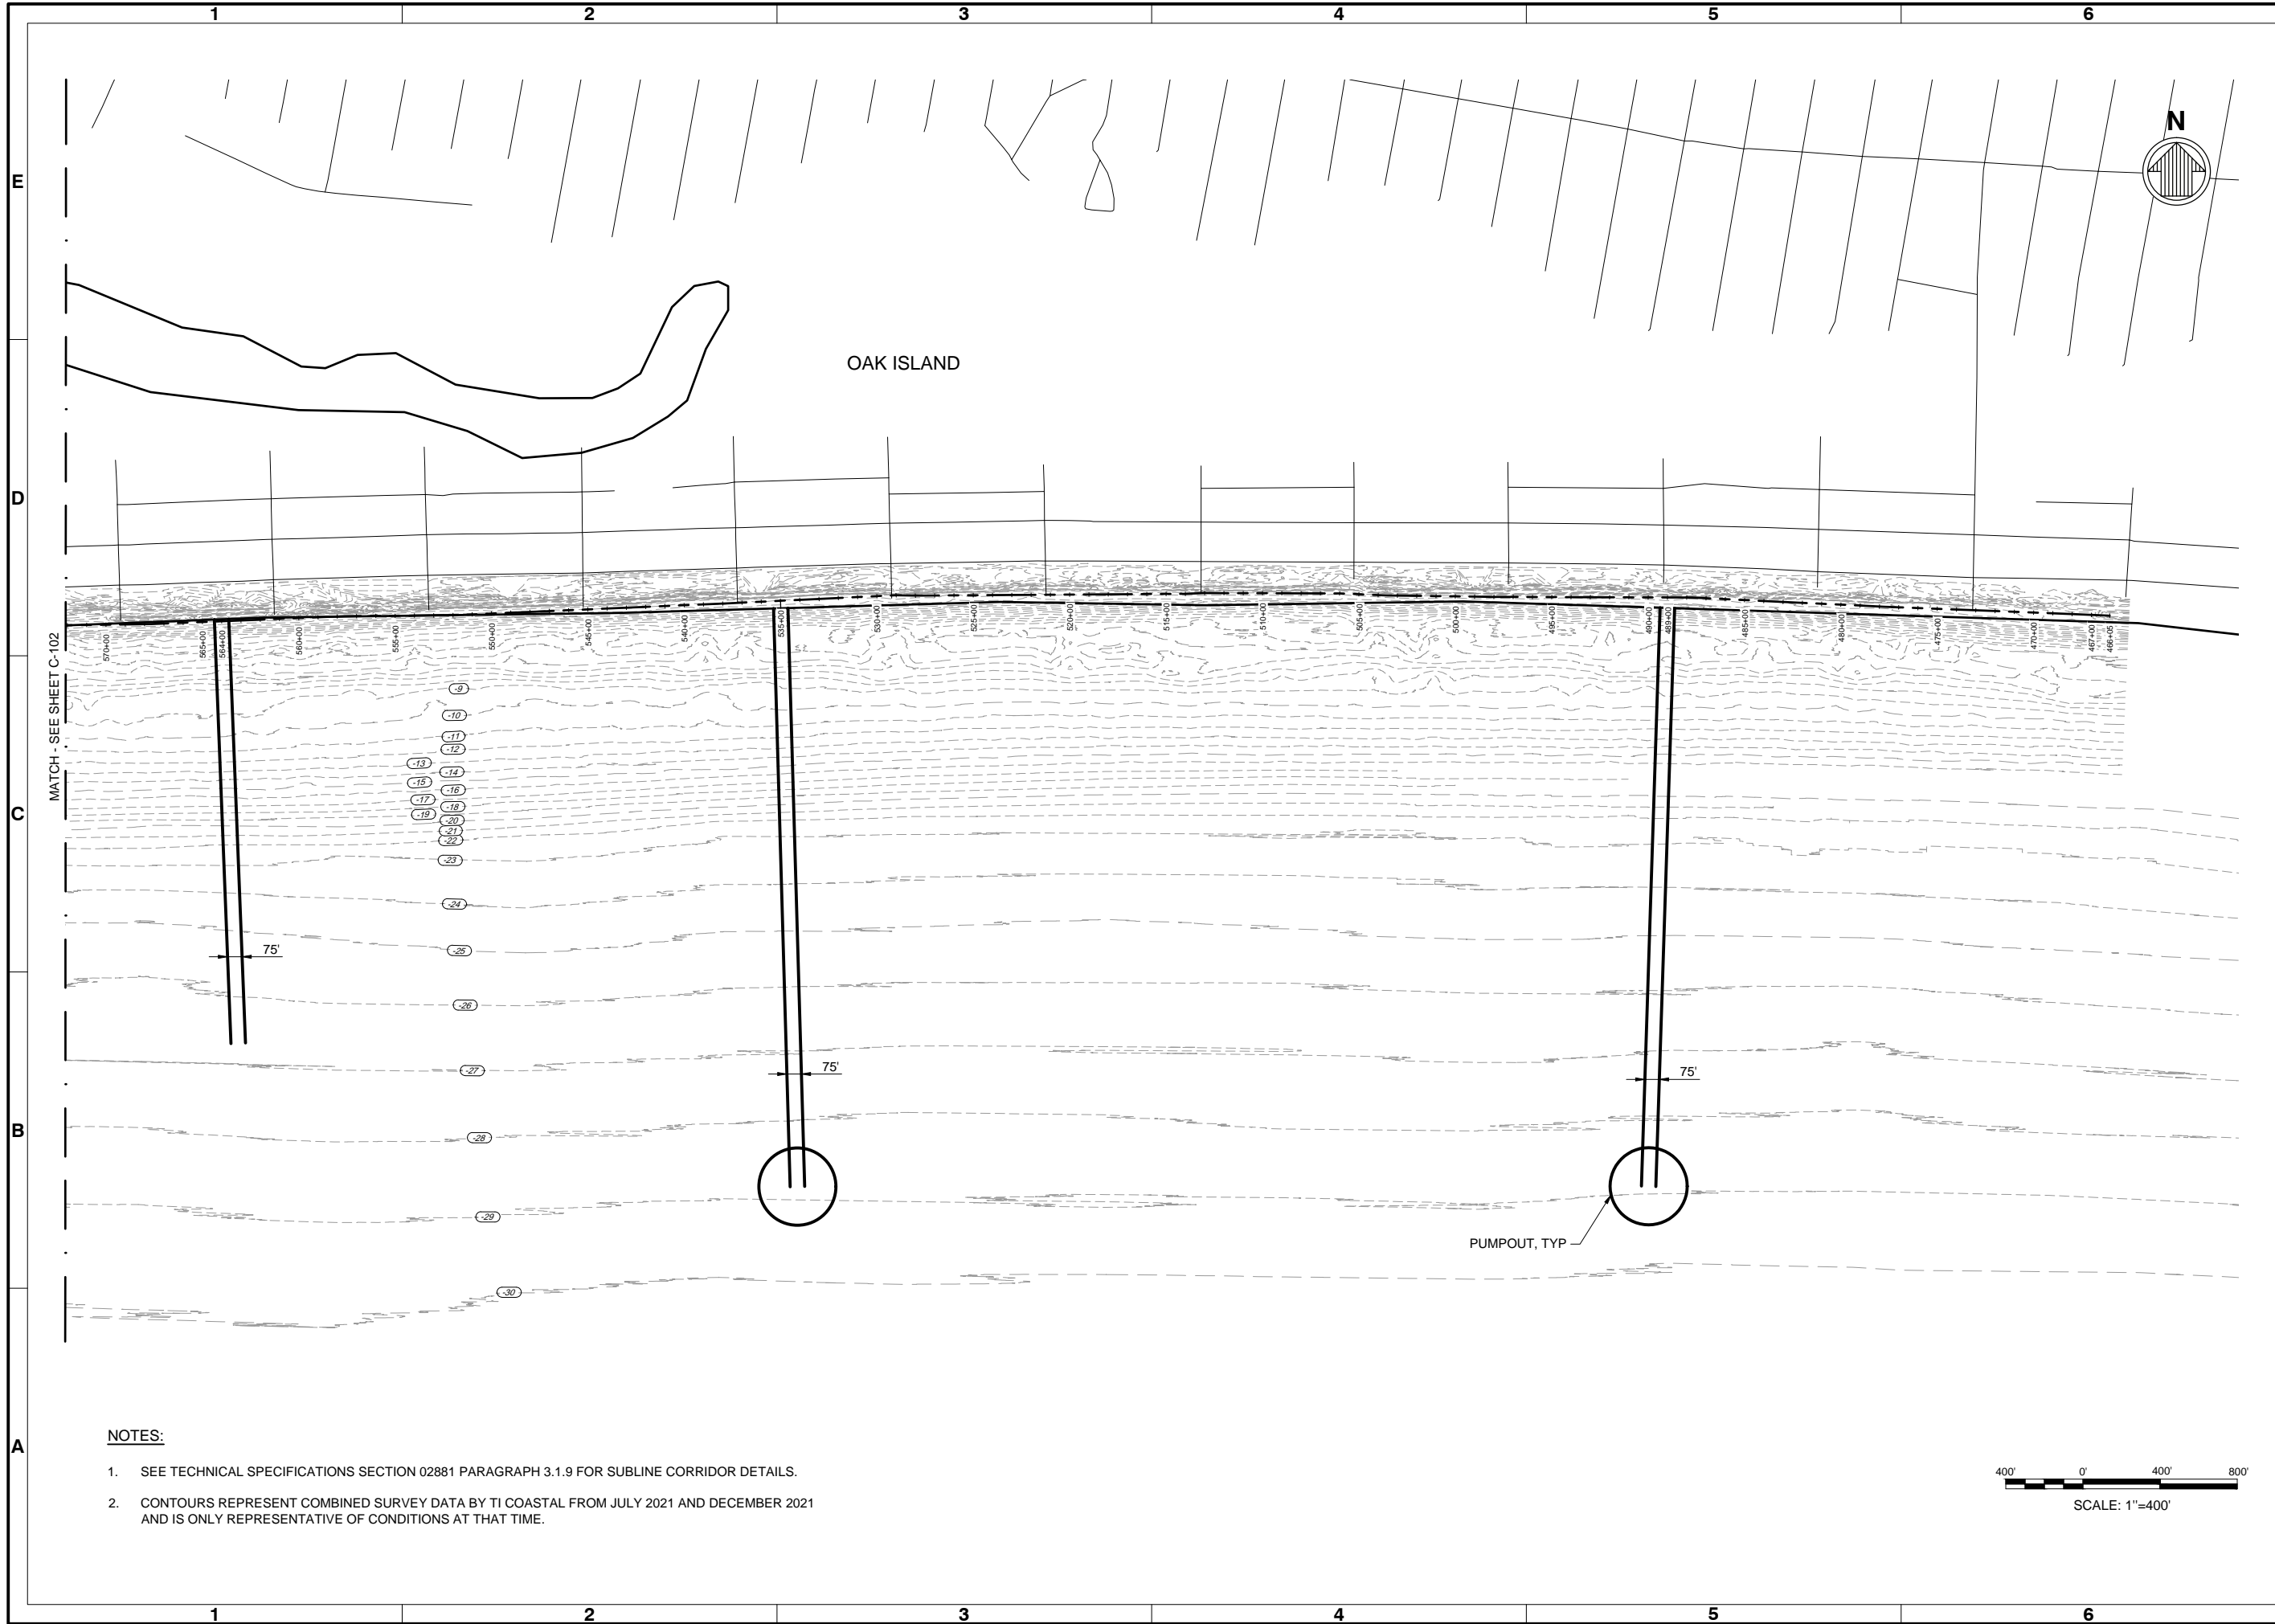 1 2 3 4 5 6
N
E
OAK ISLAND
D
570+00 565+00 564+00 560+00 555+00 550+00 545+00 540+00 535+00 530+00 525+00 520+00 515+00 510+00 505+00 500+00 495+00 490+00 489+00 485+00 480+00 475+00 470+00 467+00 466+05
MATCH - SEE SHEET C-102
-9
-10
-11
-12
-13
-14
-15
-16
-17
-18
-19
-20
-21
-22
C
-23
-24
-25
75'
-26
-27
75'
75'
B
-28
-29
PUMPOUT, TYP
-30
A
NOTES:
1. SEE TECHNICAL SPECIFICATIONS SECTION 02881 PARAGRAPH 3.1.9 FOR SUBLINE CORRIDOR DETAILS.
2. CONTOURS REPRESENT COMBINED SURVEY DATA BY TI COASTAL FROM JULY 2021 AND DECEMBER 2021
AND IS ONLY REPRESENTATIVE OF CONDITIONS AT THAT TIME.
400' 0' 400' 800'
SCALE: 1"=400'
1 2 3 4 5 6